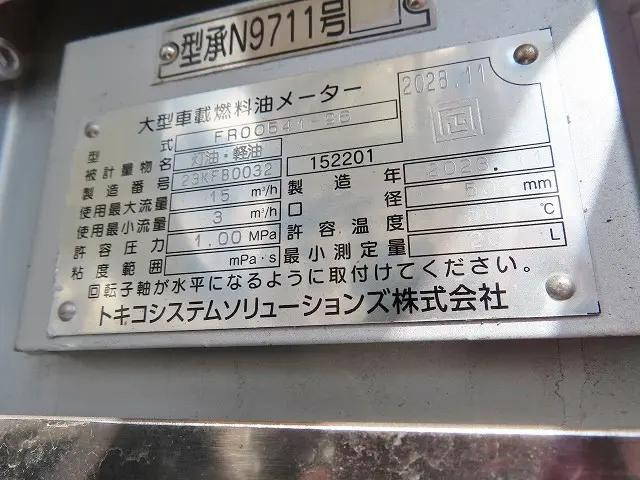 型承N9711号
2028.11
大型車載燃料油メーター
型式 FR00541-26
被計量物名 灯油・軽油 152201
製造番号 23KFB0032 製造年
使用最大流量 15 m³/h 口径 mm
使用最小流量 3 m³/h 許容温度 ℃
許容圧力 1.00 MPa 最小測定量 L
粘度範囲 mPa・s
回転子軸が水平になるように取付けてください。
トキコシステムソリューションズ株式会社